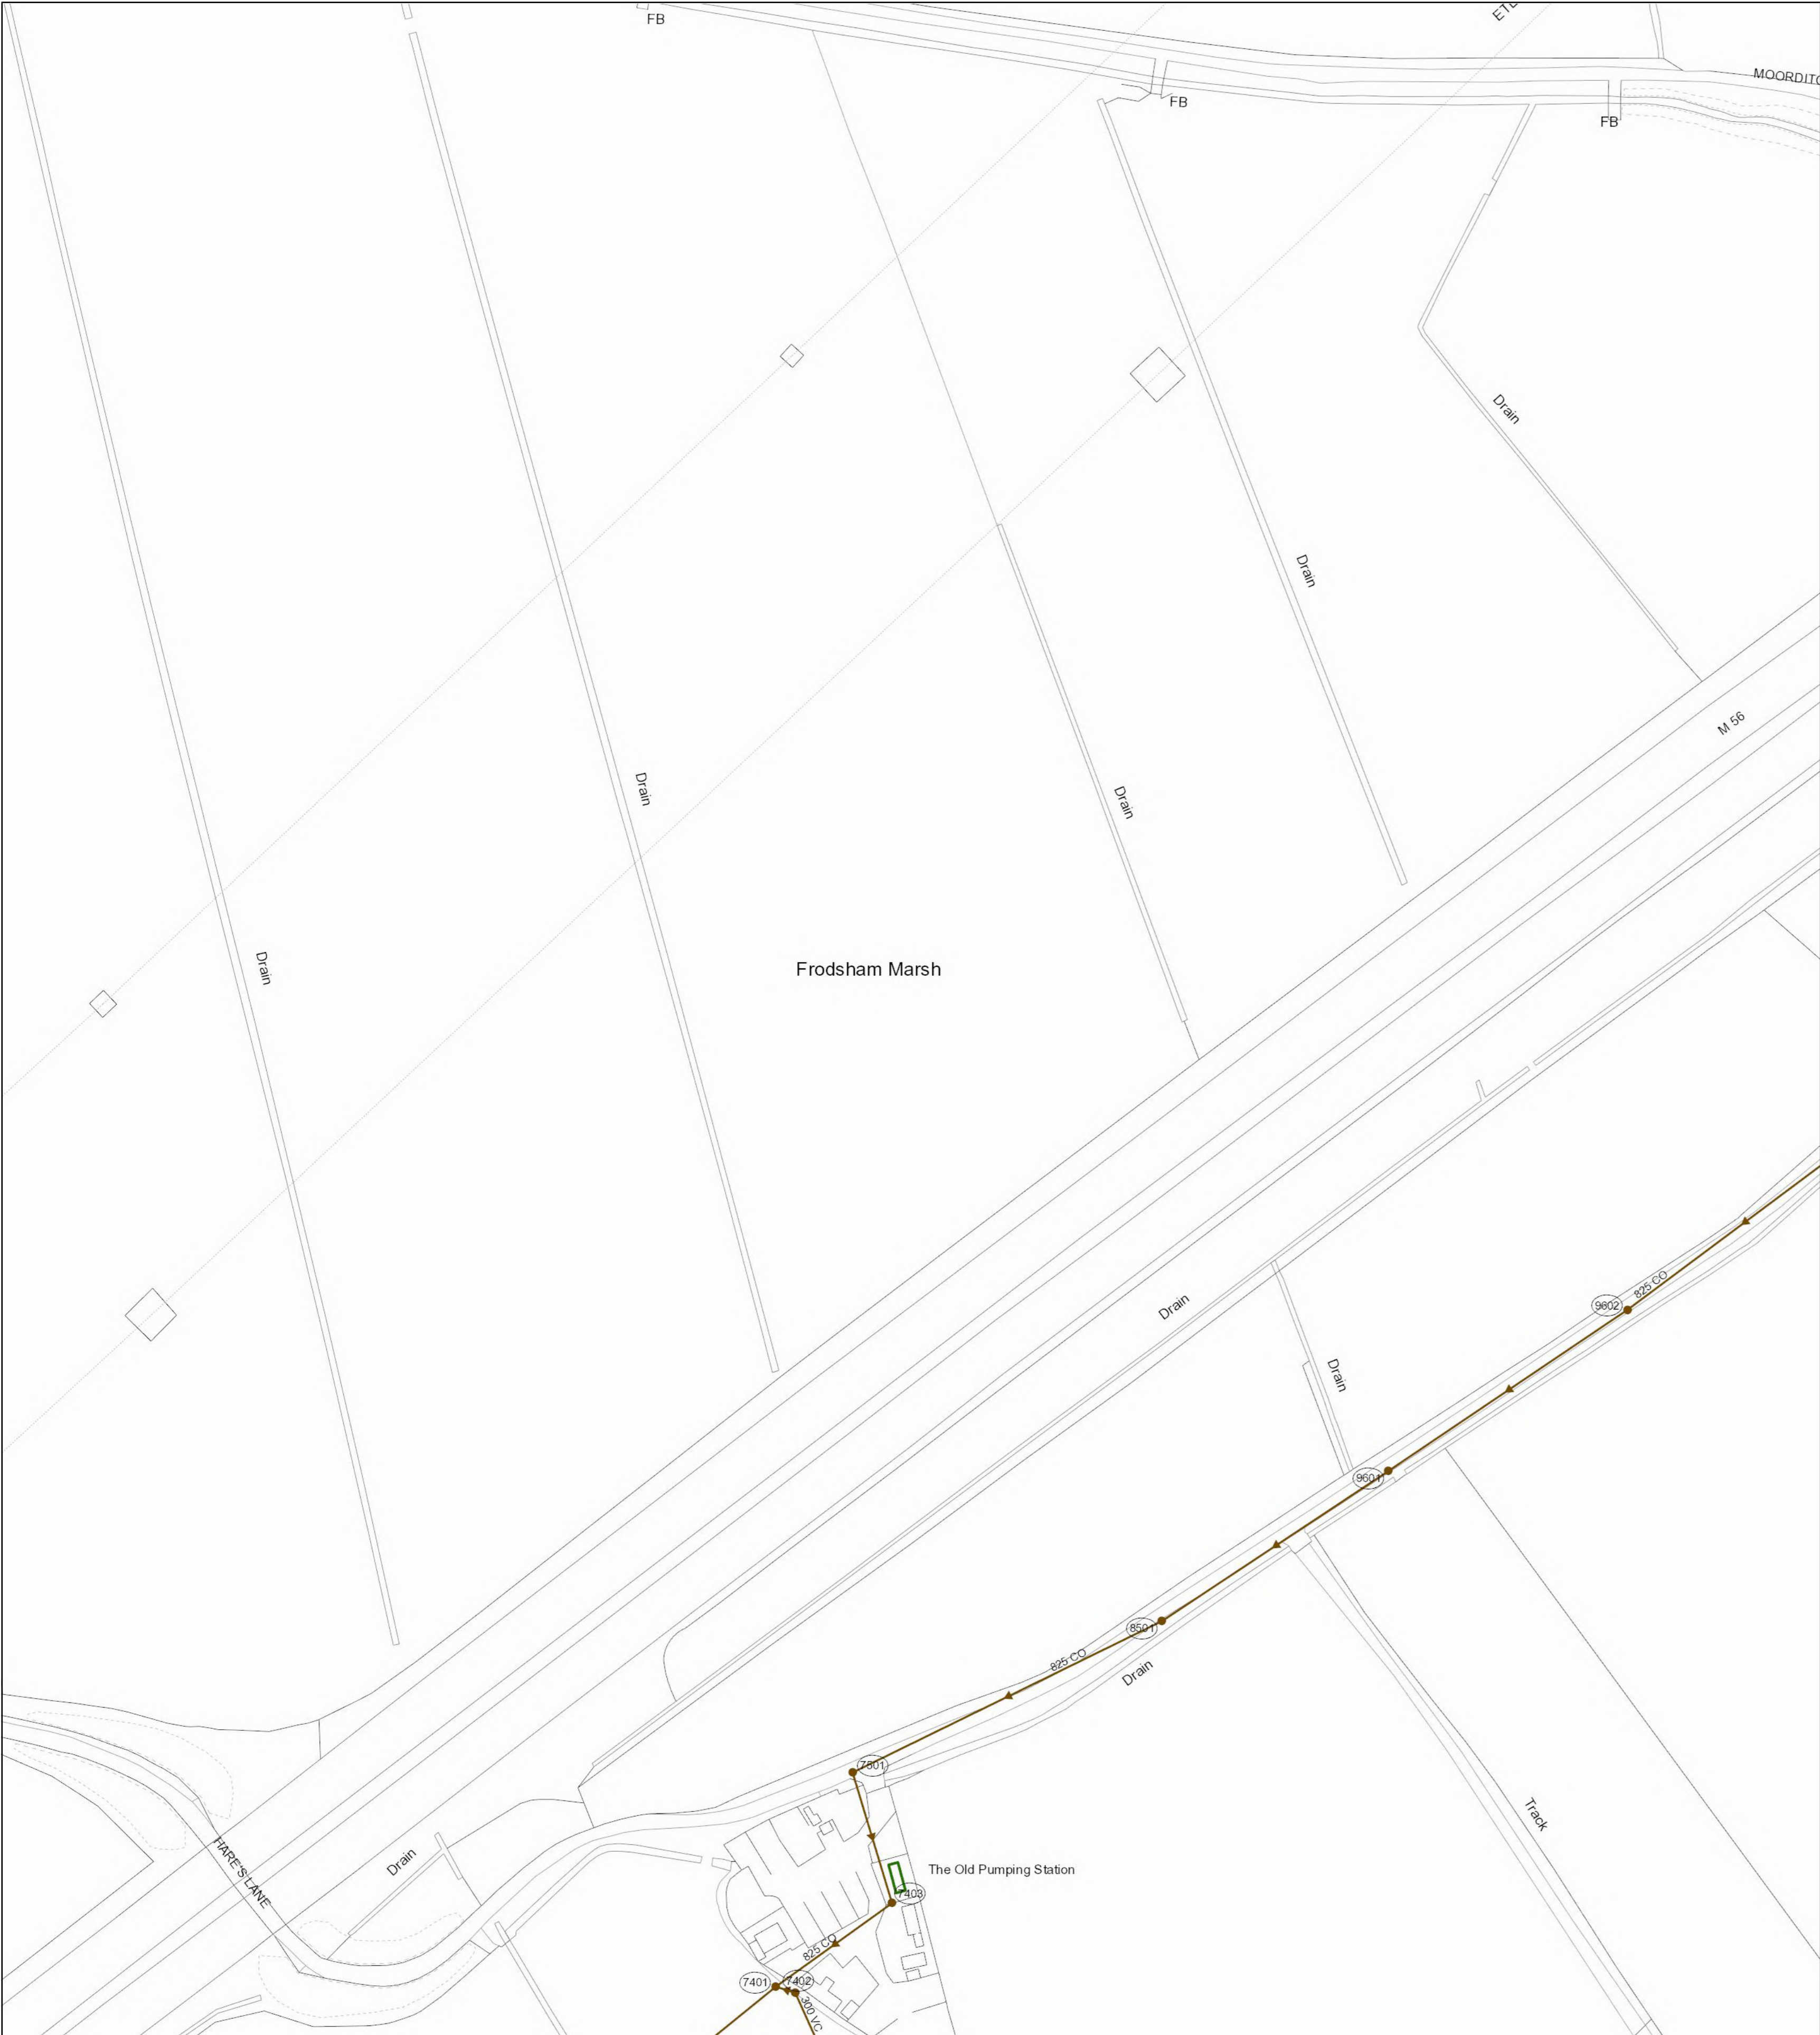 FB
FB
MOORDITC
FB
Drain
Drain
M 56
Drain
Drain
Drain
Frodsham Marsh
825 CO
9602
Drain
Drain
9601
8501
825 CO
Drain
7501
Track
HARE'S LANE
Drain
The Old Pumping Station
7403
825 CO
7401
7402
300 VC